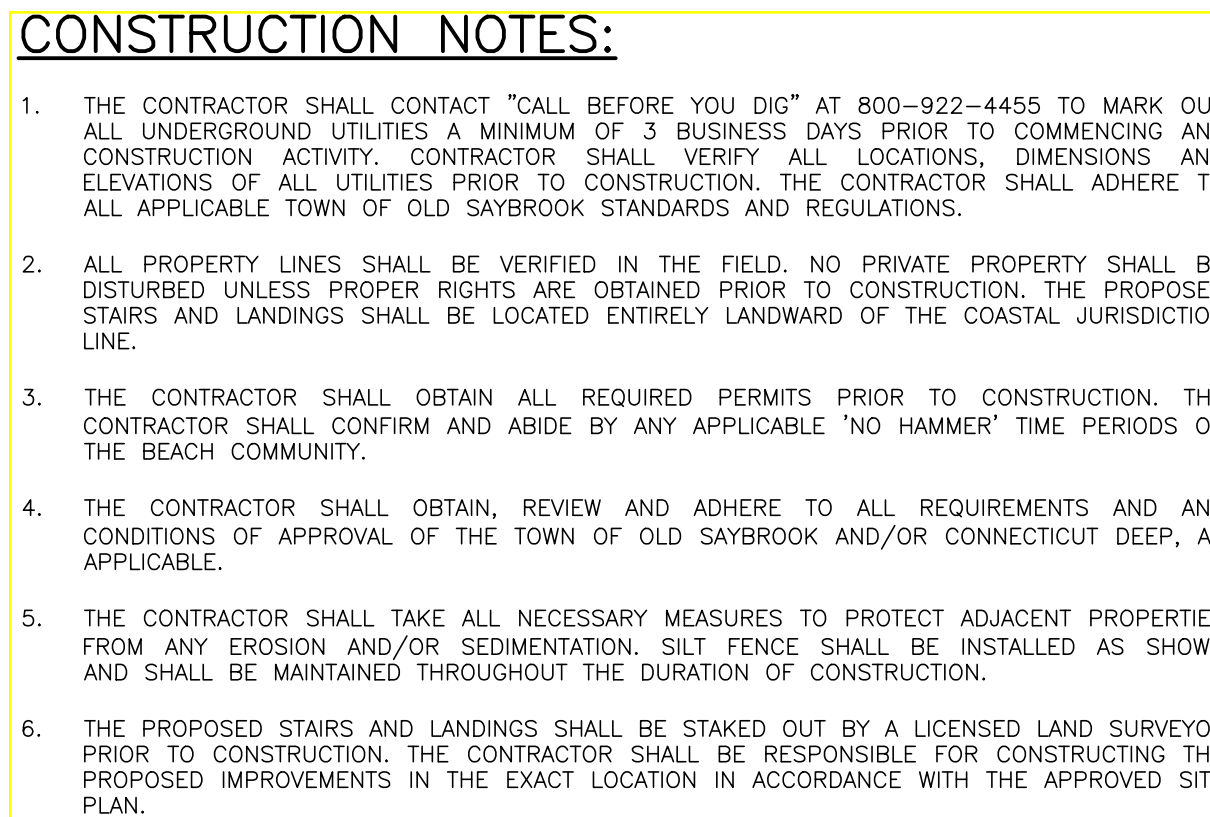 CONSTRUCTION NOTES:
1. THE CONTRACTOR SHALL CONTACT "CALL BEFORE YOU DIG" AT 800-922-4455 TO MARK OU
ALL UNDERGROUND UTILITIES A MINIMUM OF 3 BUSINESS DAYS PRIOR TO COMMENCING AN
CONSTRUCTION ACTIVITY. CONTRACTOR SHALL VERIFY ALL LOCATIONS, DIMENSIONS AN
ELEVATIONS OF ALL UTILITIES PRIOR TO CONSTRUCTION. THE CONTRACTOR SHALL ADHERE T
ALL APPLICABLE TOWN OF OLD SAYBROOK STANDARDS AND REGULATIONS.
2. ALL PROPERTY LINES SHALL BE VERIFIED IN THE FIELD. NO PRIVATE PROPERTY SHALL B
DISTURBED UNLESS PROPER RIGHTS ARE OBTAINED PRIOR TO CONSTRUCTION. THE PROPOSE
STAIRS AND LANDINGS SHALL BE LOCATED ENTIRELY LANDWARD OF THE COASTAL JURISDICTIO
LINE.
3. THE CONTRACTOR SHALL OBTAIN ALL REQUIRED PERMITS PRIOR TO CONSTRUCTION. TH
CONTRACTOR SHALL CONFIRM AND ABIDE BY ANY APPLICABLE 'NO HAMMER' TIME PERIODS O
THE BEACH COMMUNITY.
4. THE CONTRACTOR SHALL OBTAIN, REVIEW AND ADHERE TO ALL REQUIREMENTS AND AN
CONDITIONS OF APPROVAL OF THE TOWN OF OLD SAYBROOK AND/OR CONNECTICUT DEEP, A
APPLICABLE.
5. THE CONTRACTOR SHALL TAKE ALL NECESSARY MEASURES TO PROTECT ADJACENT PROPERTIE
FROM ANY EROSION AND/OR SEDIMENTATION. SILT FENCE SHALL BE INSTALLED AS SHOW
AND SHALL BE MAINTAINED THROUGHOUT THE DURATION OF CONSTRUCTION.
6. THE PROPOSED STAIRS AND LANDINGS SHALL BE STAKED OUT BY A LICENSED LAND SURVEYO
PRIOR TO CONSTRUCTION. THE CONTRACTOR SHALL BE RESPONSIBLE FOR CONSTRUCTING TH
PROPOSED IMPROVEMENTS IN THE EXACT LOCATION IN ACCORDANCE WITH THE APPROVED SIT
PLAN.